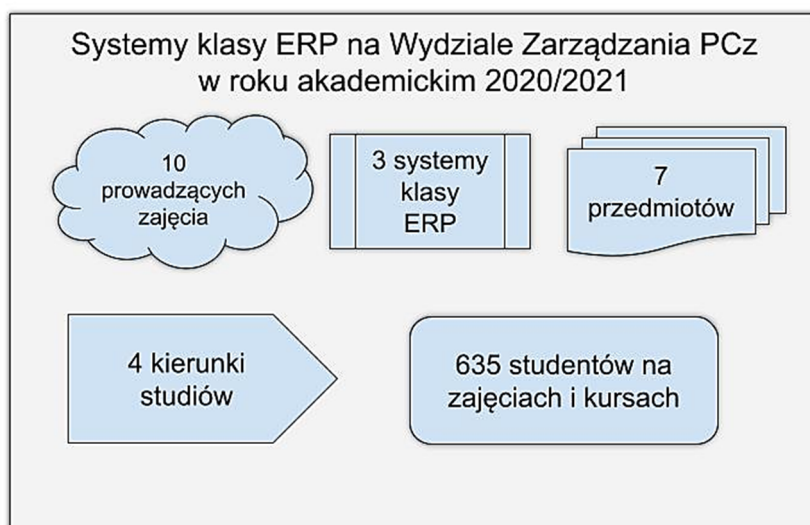 Systemy klasy ERP na Wydziale Zarządzania PCz
w roku akademickim 2020/2021
10
prowadzących
zajęcia
3 systemy
klasy
ERP
7
przedmiotów
4 kierunki
studiów
635 studentów na
zajęciach i kursach